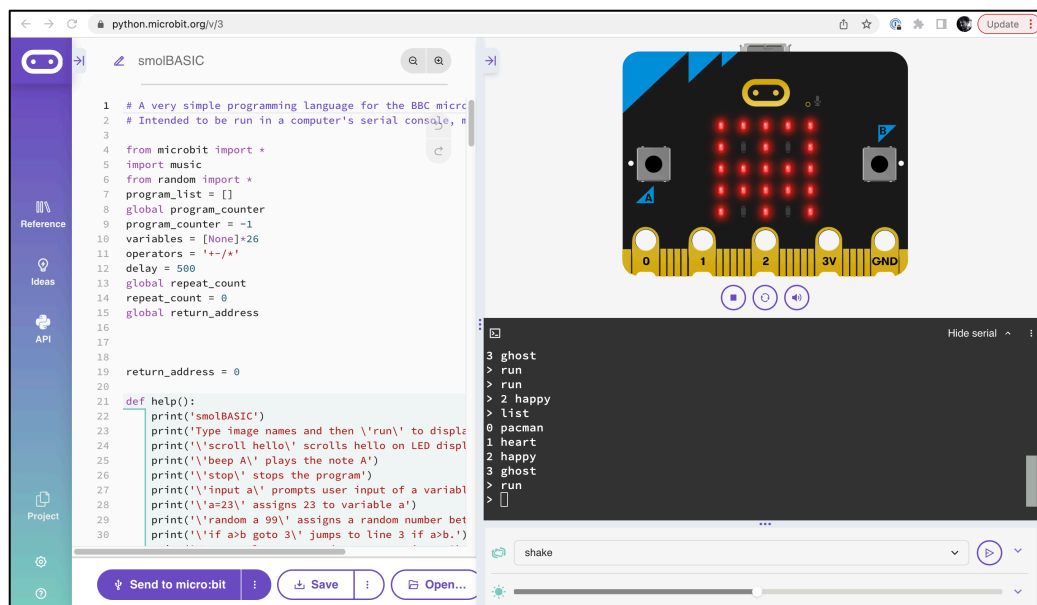 python.microbit.org/v/3
Update
smolBASIC
1 # A very simple programming language for the BBC micro
2 # Intended to be run in a computer's serial console, m
3
4 from microbit import *
5 import music
6 from random import *
7 program_list = []
8 global program_counter
9 program_counter = -1
10 variables = [None]*26
11 operators = '+-/*'
12 delay = 500
13 global repeat_count
14 repeat_count = 0
15 global return_address
16
17
18
19 return_address = 0
20
21 def help():
22 print('smolBASIC')
23 print('Type image names and then \'run\' to displa
24 print('\'scroll hello\' scrolls hello on LED displ
25 print('\'beep A\' plays the note A')
26 print('\'stop\' stops the program')
27 print('\'input a\' prompts user input of a variabl
28 print('\'a=23\' assigns 23 to variable a')
29 print('\'random a 99\' assigns a random number bet
30 print('\'if a>b goto 3\' jumps to line 3 if a>b.')
Reference
Ideas
API
Project
Send to micro:bit
Save
Open...
A
B
0 1 2 3V GND
Hide serial
3 ghost
> run
> run
> 2 happy
> list
0 pacman
1 heart
2 happy
3 ghost
> run
>
shake